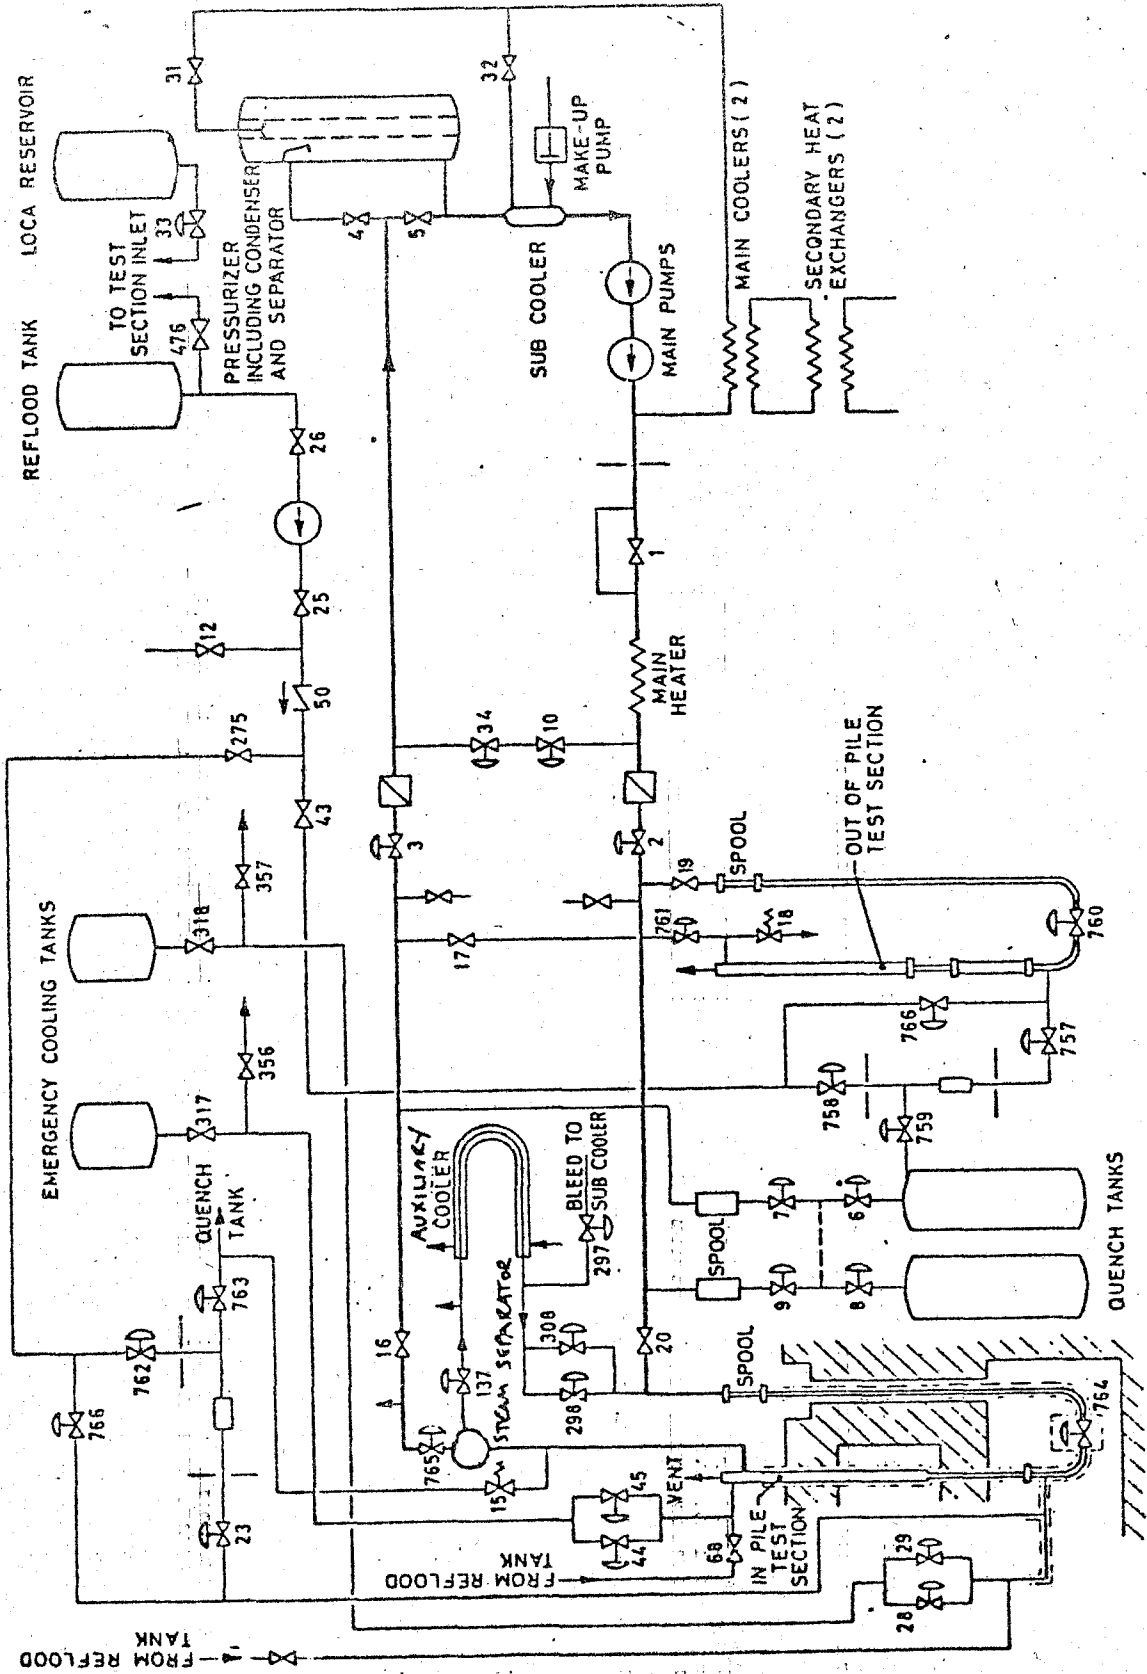 REFLOOD TANK
LOCA RESERVOIR
EMERGENCY COOLING TANKS
31
33
TO TEST
SECTION INLET
476
PRESSURIZER
INCLUDING CONDENSER
AND SEPARATOR
32
MAKE-UP
PUMP
4
5
SUB COOLER
MAIN PUMPS
MAIN COOLERS (2)
SECONDARY HEAT
EXCHANGERS (2)
26
25
12
50
275
43
1
MAIN
HEATER
34
10
3
2
318
357
317
356
17
19
SPOOL
761
18
OUT OF PILE
TEST SECTION
760
766
757
758
759
QUENCH
TANK
763
762
766
23
AUXILIARY
COOLER
BLEED TO
SUB COOLER
297
16
137
STEAM SEPARATOR
308
298
20
765
15
SPOOL
7
6
9
8
QUENCH TANKS
SPOOL
764
45
44
VENT
68
IN PILE
TEST
SECTION
FROM REFLOOD
TANK
29
28
FROM REFLOOD
TANK